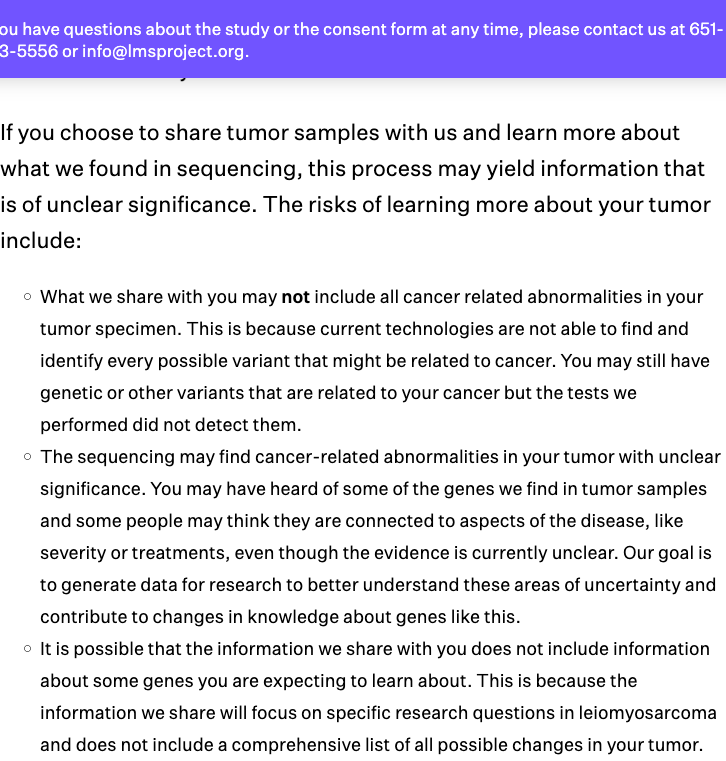 ou have questions about the study or the consent form at any time, please contact us at 651-
3-5556 or info@lmsproject.org.
If you choose to share tumor samples with us and learn more about
what we found in sequencing, this process may yield information that
is of unclear significance. The risks of learning more about your tumor
include:
What we share with you may not include all cancer related abnormalities in your
tumor specimen. This is because current technologies are not able to find and
identify every possible variant that might be related to cancer. You may still have
genetic or other variants that are related to your cancer but the tests we
performed did not detect them.
The sequencing may find cancer-related abnormalities in your tumor with unclear
significance. You may have heard of some of the genes we find in tumor samples
and some people may think they are connected to aspects of the disease, like
severity or treatments, even though the evidence is currently unclear. Our goal is
to generate data for research to better understand these areas of uncertainty and
contribute to changes in knowledge about genes like this.
It is possible that the information we share with you does not include information
about some genes you are expecting to learn about. This is because the
information we share will focus on specific research questions in leiomyosarcoma
and does not include a comprehensive list of all possible changes in your tumor.